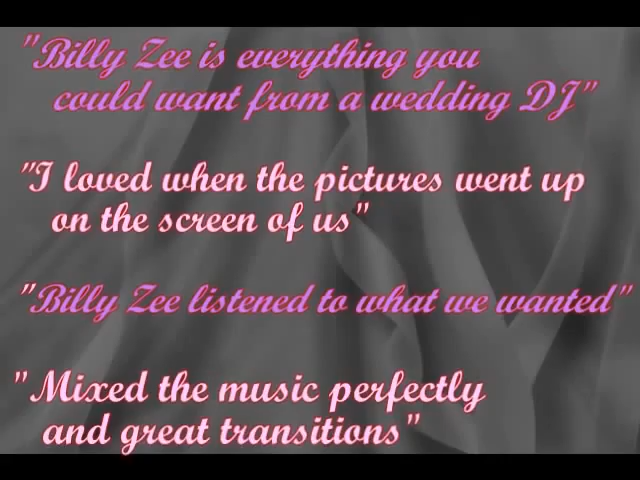 "Billy Zee is everything you
could want from a wedding DJ"
"I loved when the pictures went up
on the screen of us"
"Billy Zee listened to what we wanted"
"Mixed the music perfectly
and great transitions"